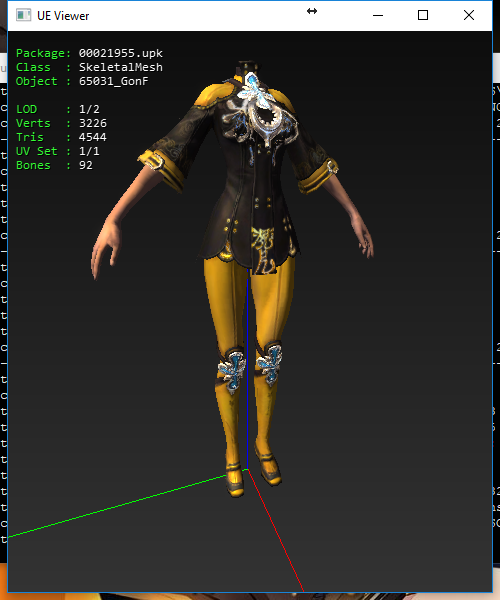 UE Viewer
Package: 00021955.upk
Class : SkeletalMesh
Object : 65031_GonF
LOD : 1/2
Verts : 3226
Tris : 4544
UV Set : 1/1
Bones : 92